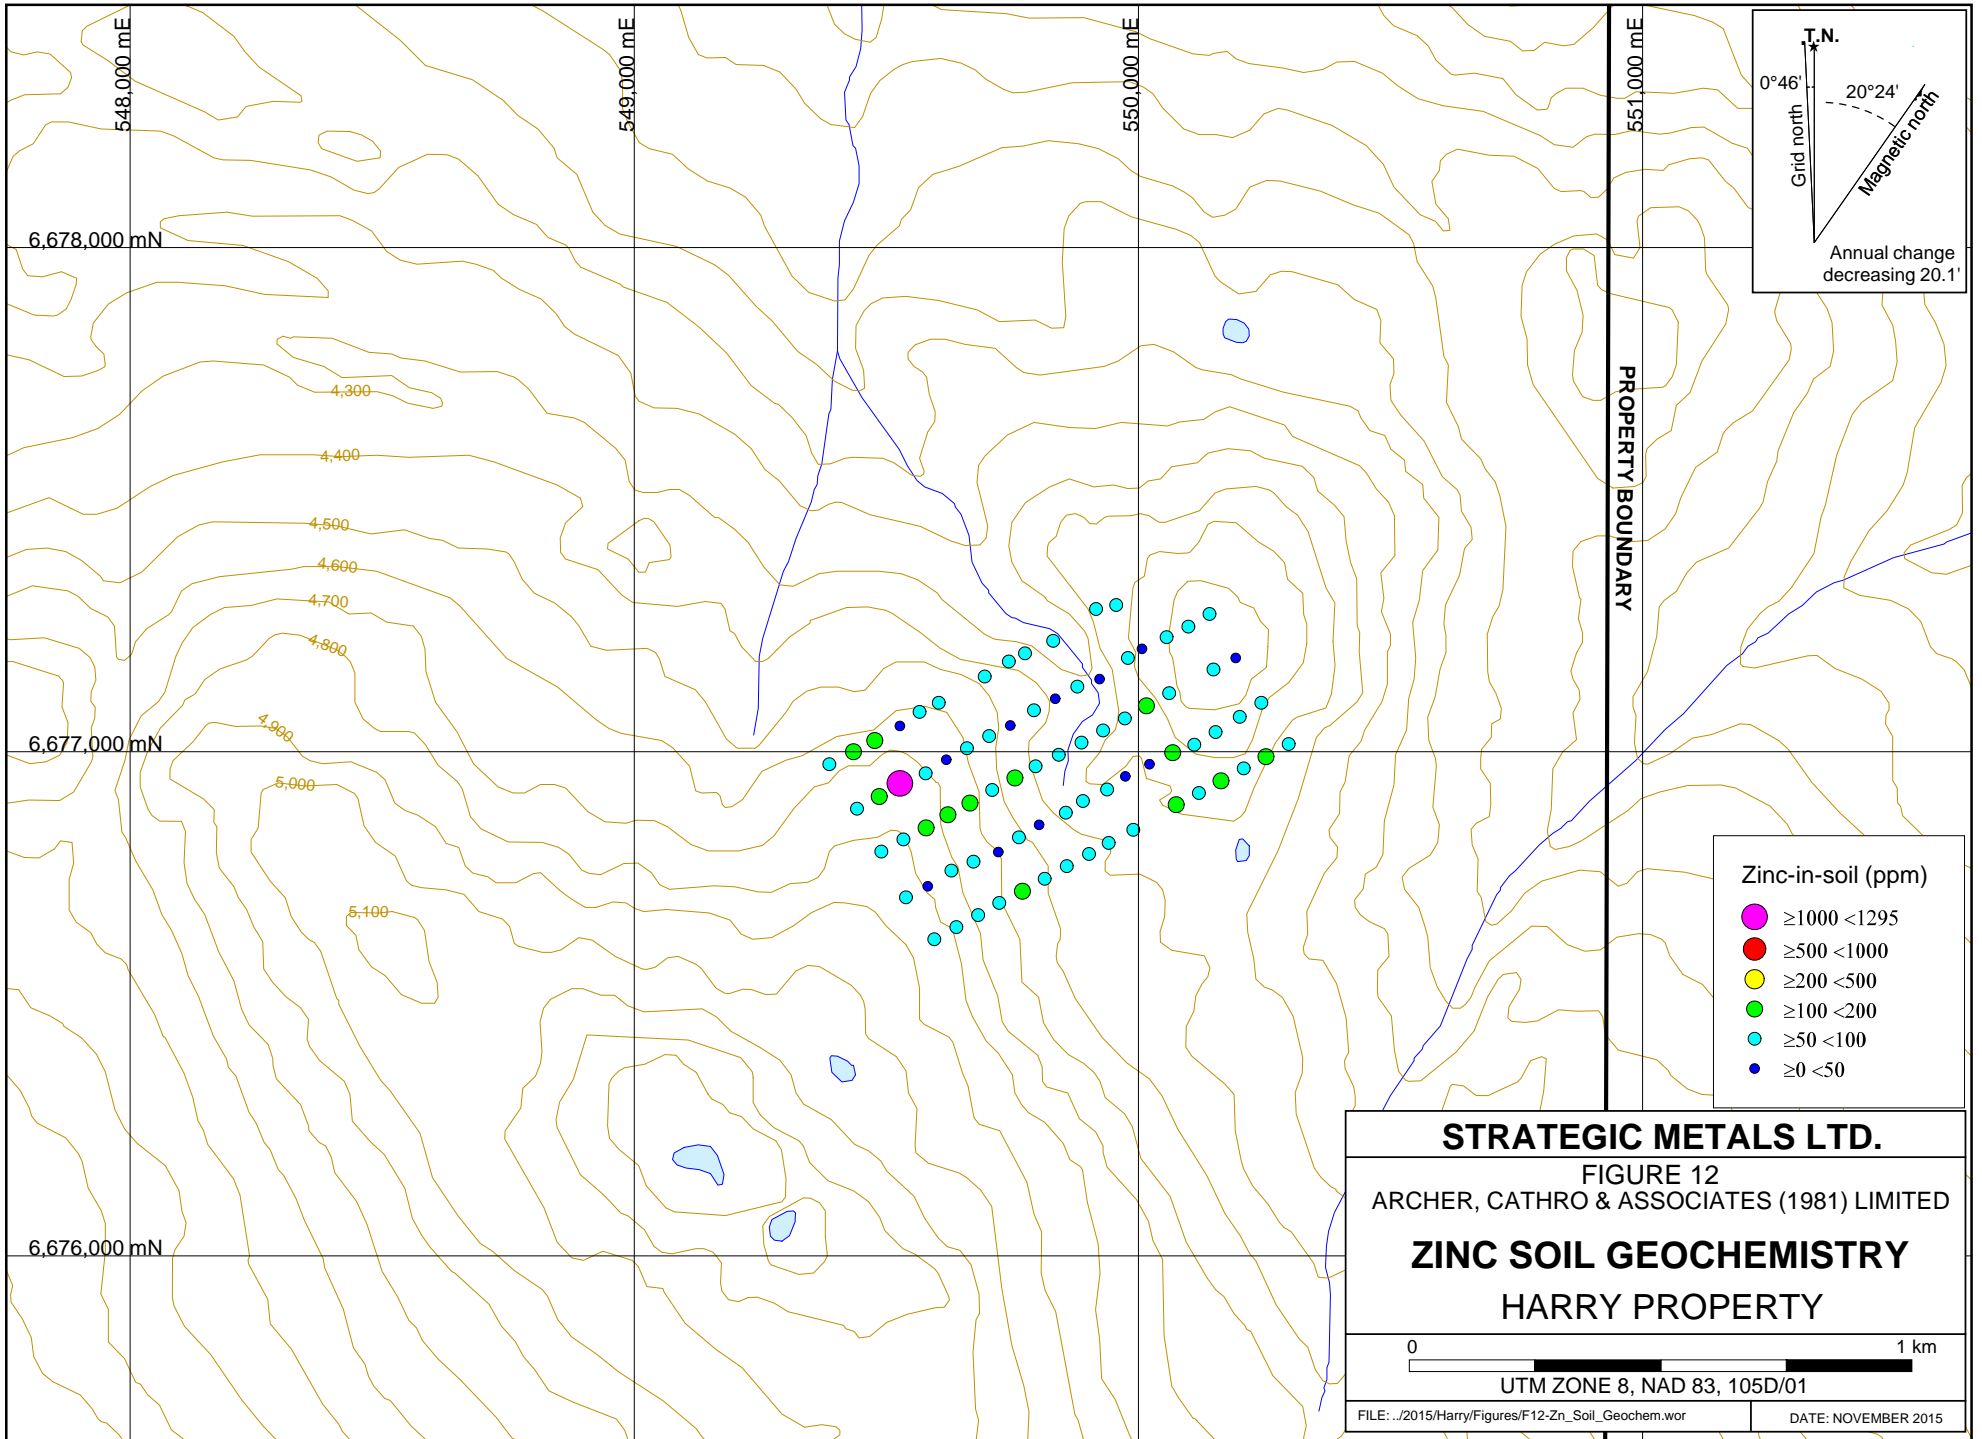 548,000 mE
549,000 mE
550,000 mE
551,000 mE
.T.N.
0°46'
20°24'
Grid north
Magnetic north
Annual change
decreasing 20.1'
6,678,000 mN
4,300
4,400
4,500
4,600
4,700
4,800
4,900
5,000
5,100
PROPERTY BOUNDARY
6,677,000 mN
6,676,000 mN
Zinc-in-soil (ppm)
≥1000 <1295
≥500 <1000
≥200 <500
≥100 <200
≥50 <100
≥0 <50
STRATEGIC METALS LTD.
FIGURE 12
ARCHER, CATHRO & ASSOCIATES (1981) LIMITED
ZINC SOIL GEOCHEMISTRY
HARRY PROPERTY
0 1 km
UTM ZONE 8, NAD 83, 105D/01
FILE: ../2015/Harry/Figures/F12-Zn_Soil_Geochem.wor
DATE: NOVEMBER 2015